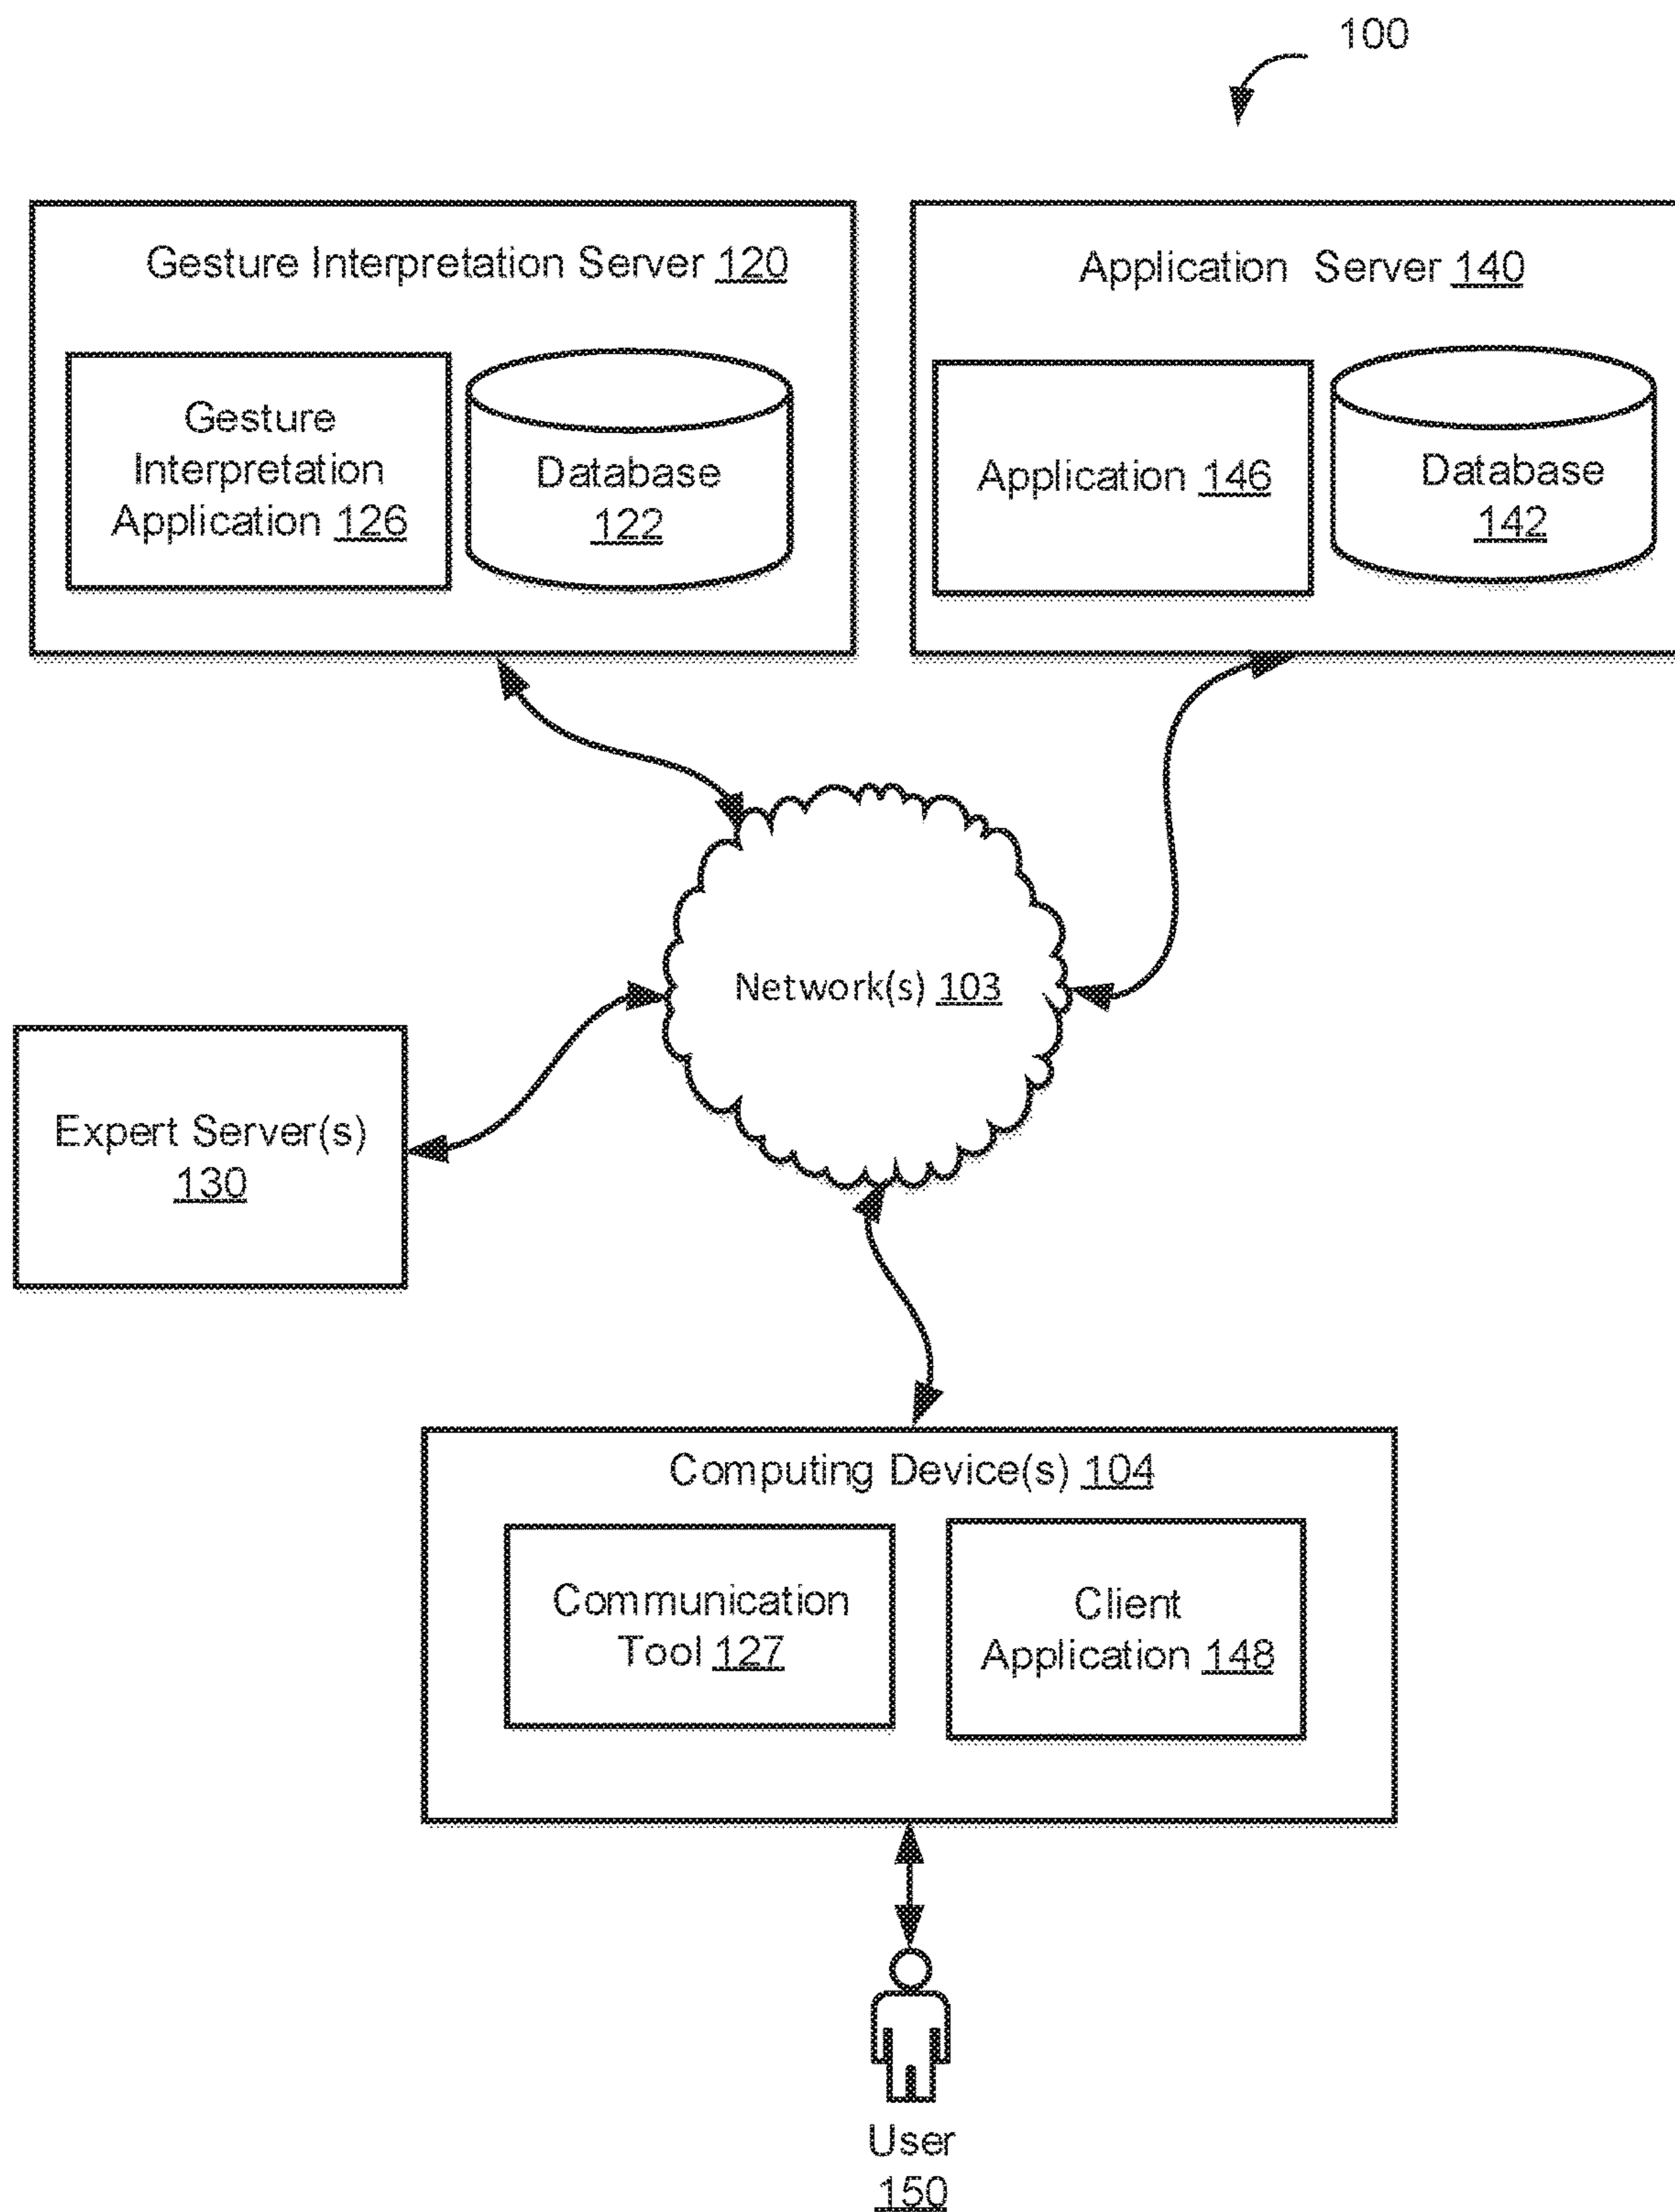 100
Gesture Interpretation Server 120
Application Server 140
Gesture
Interpretation
Application 126
Database
122
Application 146
Database
142
Network(s) 103
Expert Server(s)
130
Computing Device(s) 104
Communication
Tool 127
Client
Application 148
User
150